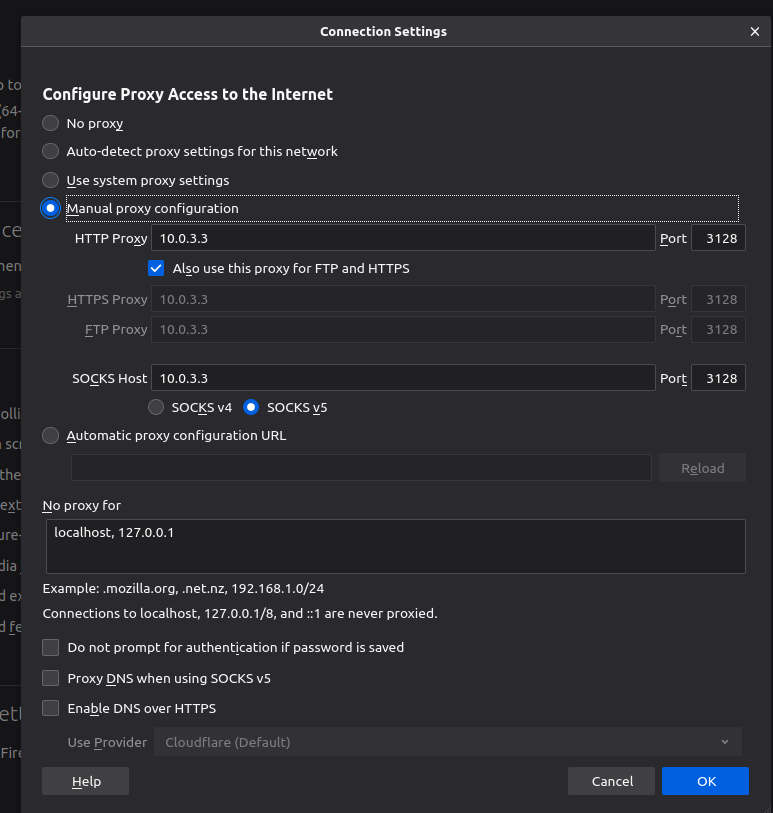 Connection Settings
Configure Proxy Access to the Internet
No proxy
Auto-detect proxy settings for this network
Use system proxy settings
Manual proxy configuration
HTTP Proxy 10.0.3.3 Port 3128
Also use this proxy for FTP and HTTPS
HTTPS Proxy 10.0.3.3 Port 3128
FTP Proxy 10.0.3.3 Port 3128
SOCKS Host 10.0.3.3 Port 3128
SOCKS v4 SOCKS v5
Automatic proxy configuration URL
Reload
No proxy for
localhost, 127.0.0.1
Example: .mozilla.org, .net.nz, 192.168.1.0/24
Connections to localhost, 127.0.0.1/8, and ::1 are never proxied.
Do not prompt for authentication if password is saved
Proxy DNS when using SOCKS v5
Enable DNS over HTTPS
Use Provider Cloudflare (Default)
Help Cancel OK